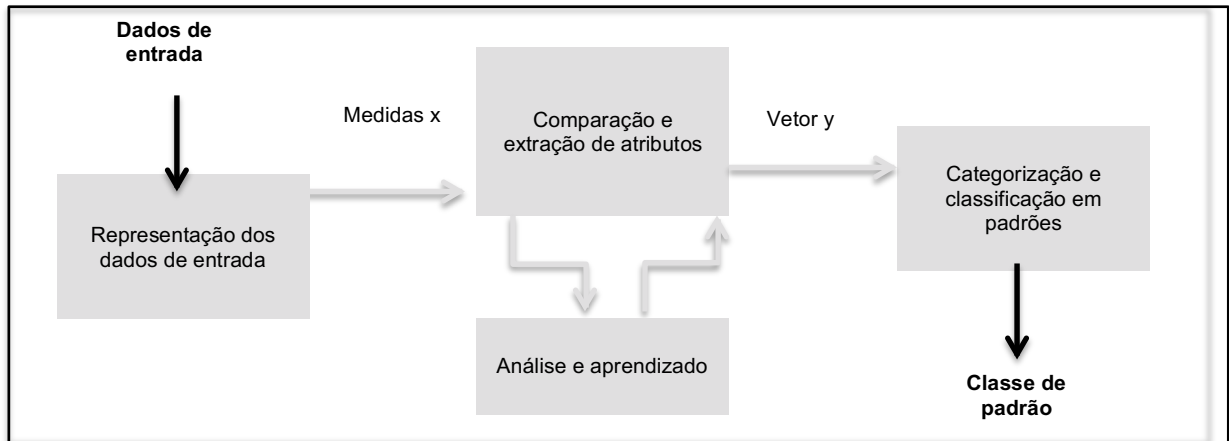 Dados de
entrada
Medidas x
Comparação e
extração de atributos
Vetor y
Categorização e
classificação em
padrões
Representação dos
dados de entrada
Análise e aprendizado
Classe de
padrão